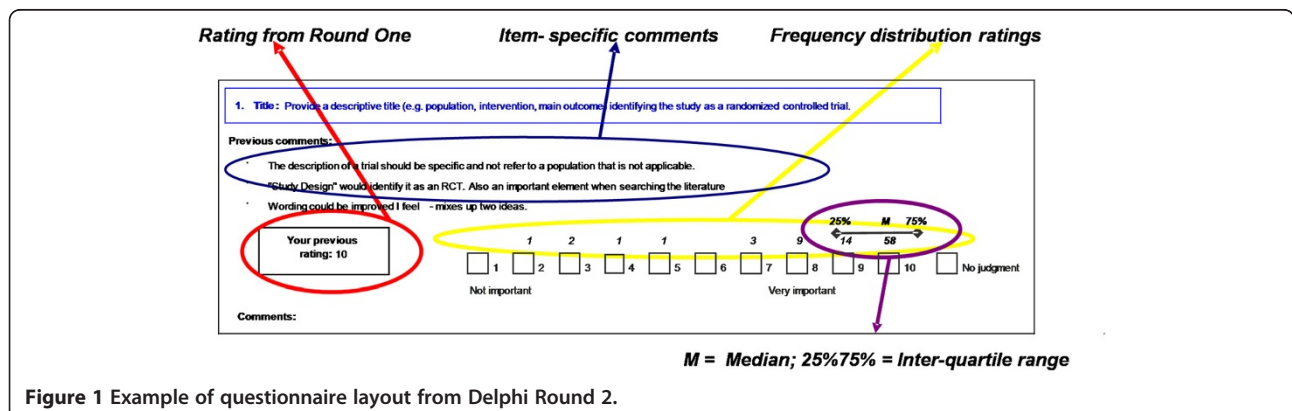 Rating from Round One Item- specific comments Frequency distribution ratings
1. Title: Provide a descriptive title (e.g. population, intervention, main outcome) identifying the study as a randomized controlled trial.
Previous comments:
The description of a trial should be specific and not refer to a population that is not applicable.
"Study Design" would identify it as an RCT. Also an important element when searching the literature
Wording could be improved I feel - mixes up two ideas.
25% M 75%
Your previous
rating: 10
1 2 1 1 3 9 14 58
1 2 3 4 5 6 7 8 9 10 No judgment
Not important Very important
Comments:
M = Median; 25%75% = Inter-quartile range
Figure 1 Example of questionnaire layout from Delphi Round 2.